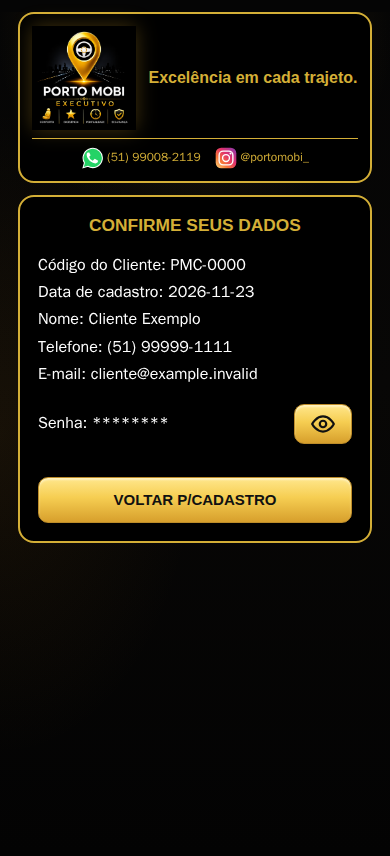 PORTO MOBI
EXECUTIVO
Excelência em cada trajeto.
(51) 99008-2119 @portomobi_
CONFIRME SEUS DADOS
Código do Cliente: PMC-0000
Data de cadastro: 2026-11-23
Nome: Cliente Exemplo
Telefone: (51) 99999-1111
E-mail: cliente@example.invalid
Senha: ********
VOLTAR P/CADASTRO